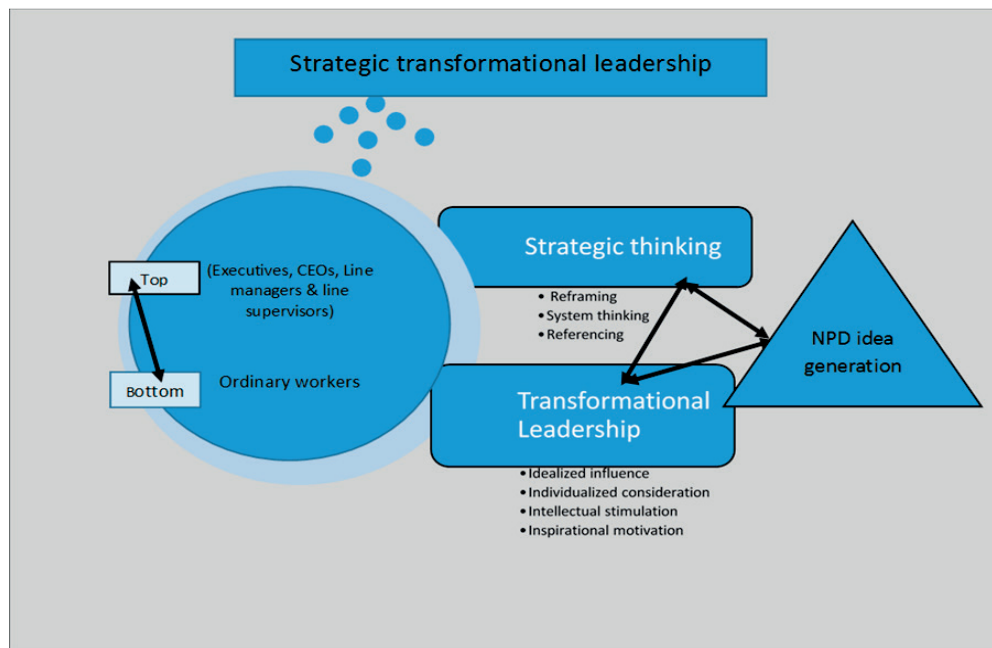 Strategic transformational leadership
Top
(Executives, CEOs, Line
managers & line
supervisors)
Bottom
Ordinary workers
Strategic thinking
• Reframing
• System thinking
• Referencing
Transformational
Leadership
• Idealized influence
• Individualized consideration
• Intellectual stimulation
• Inspirational motivation
NPD idea
generation